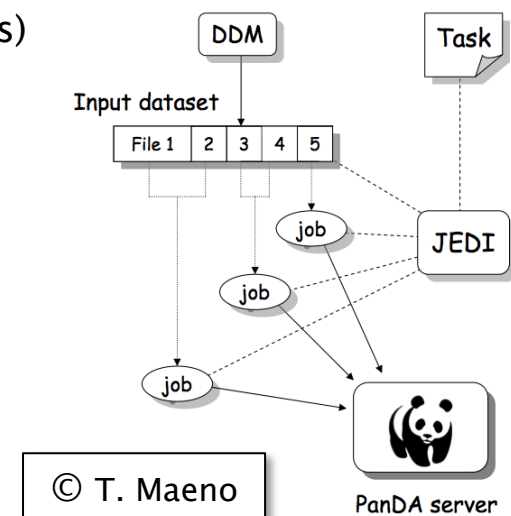 s)
DDM
Task
Input dataset
File 1 2 3 4 5
job
JEDI
job
job
© T. Maeno
PanDA server